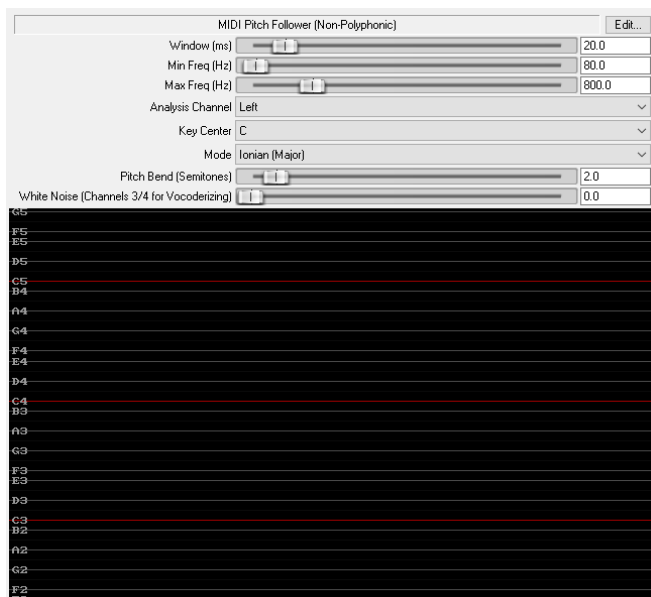 MIDI Pitch Follower (Non-Polyphonic) Edit...
Window (ms) 20.0
Min Freq (Hz) 80.0
Max Freq (Hz) 800.0
Analysis Channel Left
Key Center C
Mode Ionian (Major)
Pitch Bend (Semitones) 2.0
White Noise (Channels 3/4 for Vocoderizing) 0.0
G5
F5
E5
D5
C5
B4
A4
G4
F4
E4
D4
C4
B3
A3
G3
F3
E3
D3
C3
B2
A2
G2
F2